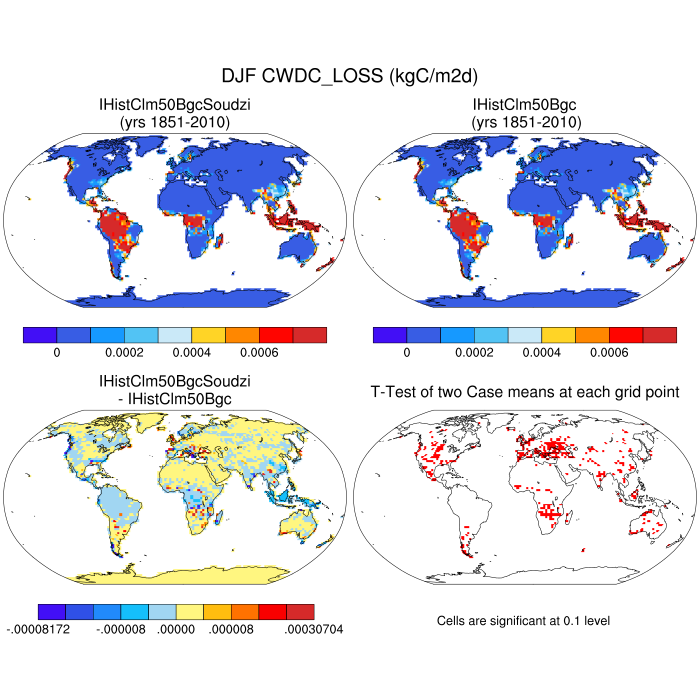 DJF CWDC_LOSS (kgC/m2d)
IHistClm50BgcSoudzi
(yrs 1851-2010)
IHistClm50Bgc
(yrs 1851-2010)
0 0.0002 0.0004 0.0006
0 0.0002 0.0004 0.0006
IHistClm50BgcSoudzi
- IHistClm50Bgc
T-Test of two Case means at each grid point
-.00008172 -.000008 .00000 .000008 .00030704
Cells are significant at 0.1 level